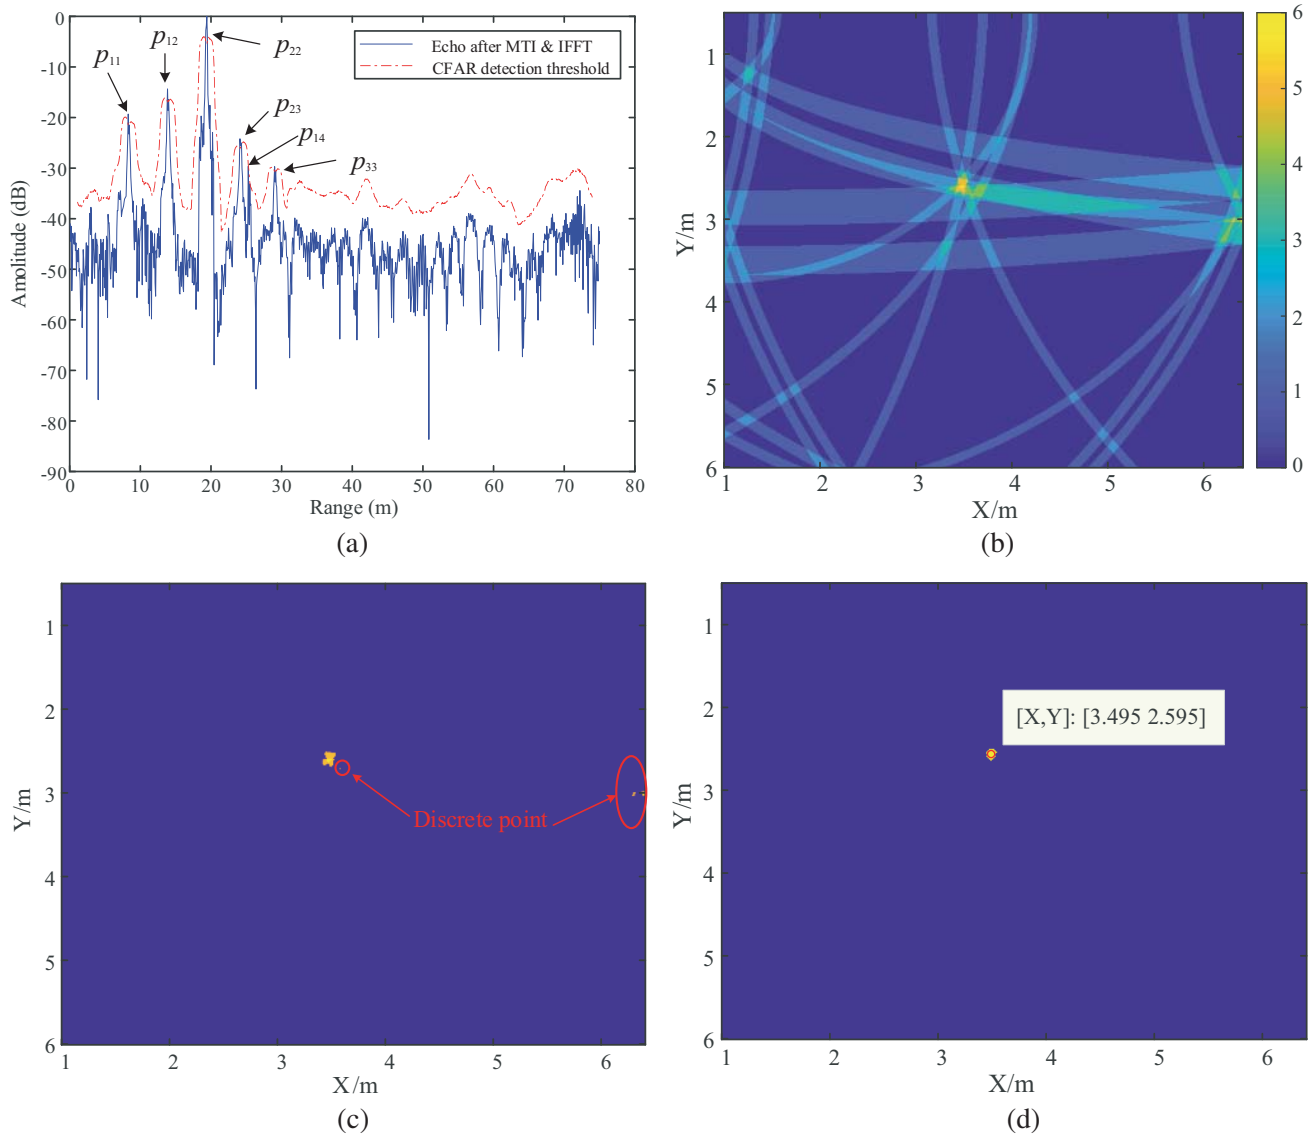 0
-10
-20
-30
-40
-50
-60
-70
-80
-90
Amolitude (dB)
p11
p12
p22
p23
p14
p33
Echo after MTI & IFFT
CFAR detection threshold
0 10 20 30 40 50 60 70 80
Range (m)
(a)
1
2
3
4
5
6
Y/m
1 2 3 4 5 6
X/m
6
5
4
3
2
1
0
(b)
1
2
3
4
5
6
Y/m
Discrete point
1 2 3 4 5 6
X/m
(c)
1
2
3
4
5
6
Y/m
[X,Y]: [3.495 2.595]
1 2 3 4 5 6
X/m
(d)